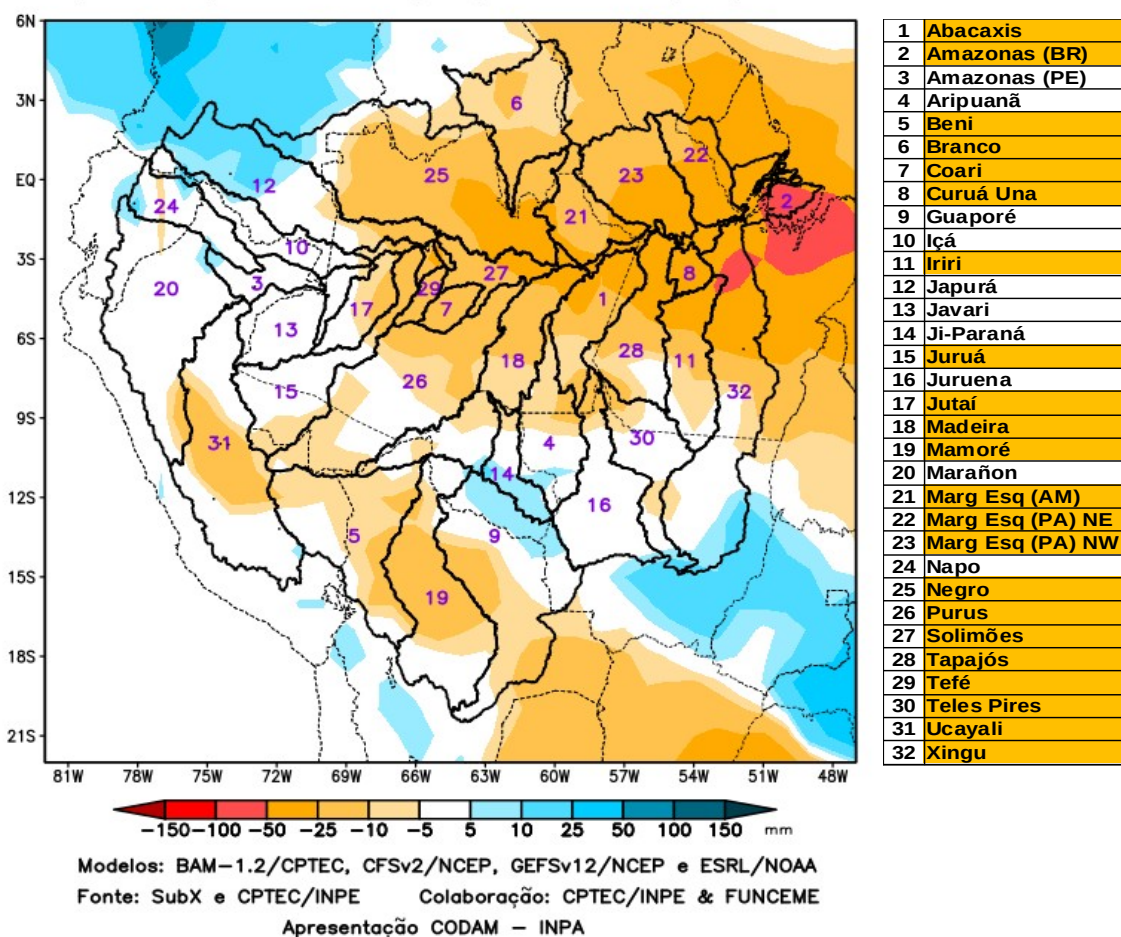 6N
3N
EQ
3S
6S
9S
12S
15S
18S
21S
6
22
25
23
12
24
2
21
10
27
8
20
3
29
1
17
7
13
28
18
11
26
15
32
31
30
4
14
16
5
9
19
81W 78W 75W 72W 69W 66W 63W 60W 57W 54W 51W 48W
−150 −100 −50 −25 −10 −5 5 10 25 50 100 150 mm
Modelos: BAM−1.2/CPTEC, CFSv2/NCEP, GEFSv12/NCEP e ESRL/NOAA
Fonte: SubX e CPTEC/INPE Colaboração: CPTEC/INPE & FUNCEME
Apresentação CODAM − INPA
1 Abacaxis
2 Amazonas (BR)
3 Amazonas (PE)
4 Aripuanã
5 Beni
6 Branco
7 Coari
8 Curuá Una
9 Guaporé
10 Içá
11 Iriri
12 Japurá
13 Javari
14 Ji-Paraná
15 Juruá
16 Juruena
17 Jutaí
18 Madeira
19 Mamoré
20 Marañon
21 Marg Esq (AM)
22 Marg Esq (PA) NE
23 Marg Esq (PA) NW
24 Napo
25 Negro
26 Purus
27 Solimões
28 Tapajós
29 Tefé
30 Teles Pires
31 Ucayali
32 Xingu